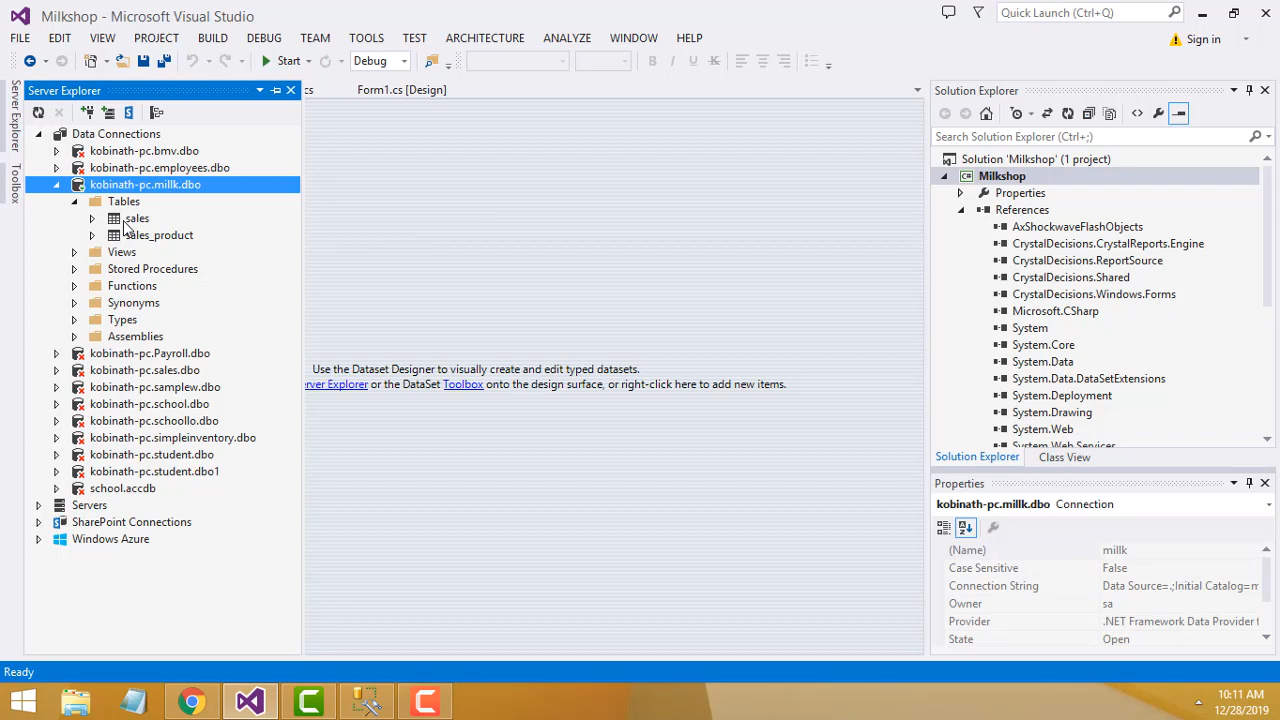 Milkshop - Microsoft Visual Studio
Quick Launch (Ctrl+Q)
FILE EDIT VIEW PROJECT BUILD DEBUG TEAM TOOLS TEST ARCHITECTURE ANALYZE WINDOW HELP
Sign in
Start
Debug
Server Explorer
Toolbox
Server Explorer
Data Connections
kobinath-pc.bmv.dbo
kobinath-pc.employees.dbo
kobinath-pc.millk.dbo
Tables
sales
sales_product
Views
Stored Procedures
Functions
Synonyms
Types
Assemblies
kobinath-pc.Payroll.dbo
kobinath-pc.sales.dbo
kobinath-pc.samplew.dbo
kobinath-pc.school.dbo
kobinath-pc.schoollo.dbo
kobinath-pc.simpleinventory.dbo
kobinath-pc.student.dbo
kobinath-pc.student.dbo1
school.accdb
Servers
SharePoint Connections
Windows Azure
cs
Form1.cs [Design]
Use the Dataset Designer to visually create and edit typed datasets.
rver Explorer or the DataSet Toolbox onto the design surface, or right-click here to add new items.
Solution Explorer
Search Solution Explorer (Ctrl+;)
Solution 'Milkshop' (1 project)
C#
Milkshop
Properties
References
AxShockwaveFlashObjects
CrystalDecisions.CrystalReports.Engine
CrystalDecisions.ReportSource
CrystalDecisions.Shared
CrystalDecisions.Windows.Forms
Microsoft.CSharp
System
System.Core
System.Data
System.Data.DataSetExtensions
System.Deployment
System.Drawing
System.Web
System.Web.Services
Solution Explorer Class View
Properties
kobinath-pc.millk.dbo Connection
(Name) millk
Case Sensitive False
Connection String Data Source=.;Initial Catalog=m
Owner sa
Provider .NET Framework Data Provider f
State Open
Ready
10:11 AM
12/28/2019